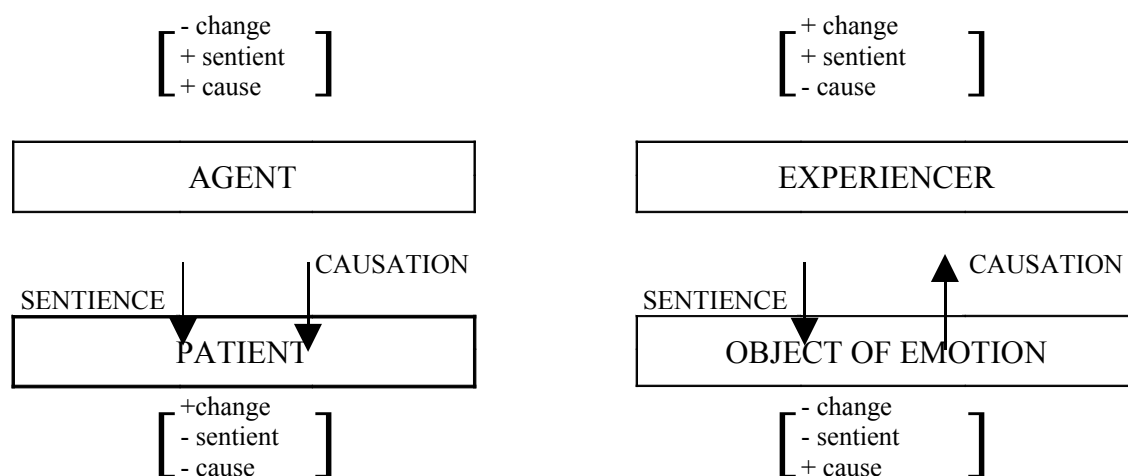 - change
+ sentient
+ cause
AGENT
SENTIENCE
CAUSATION
PATIENT
+change
- sentient
- cause
+ change
+ sentient
- cause
EXPERIENCER
SENTIENCE
CAUSATION
OBJECT OF EMOTION
- change
- sentient
+ cause